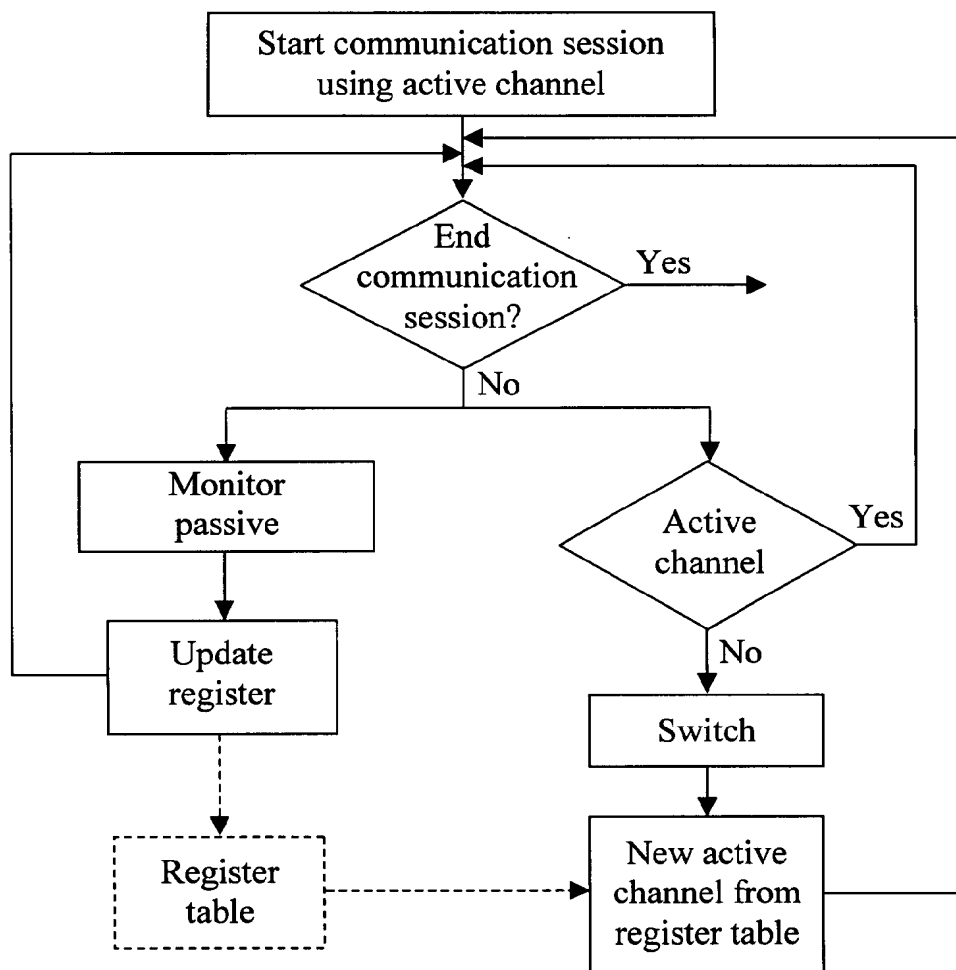 Start communication session
using active channel
End
communication
session?
Yes
No
Monitor
passive
Active
channel
Yes
Update
register
No
Switch
Register
table
New active
channel from
register table